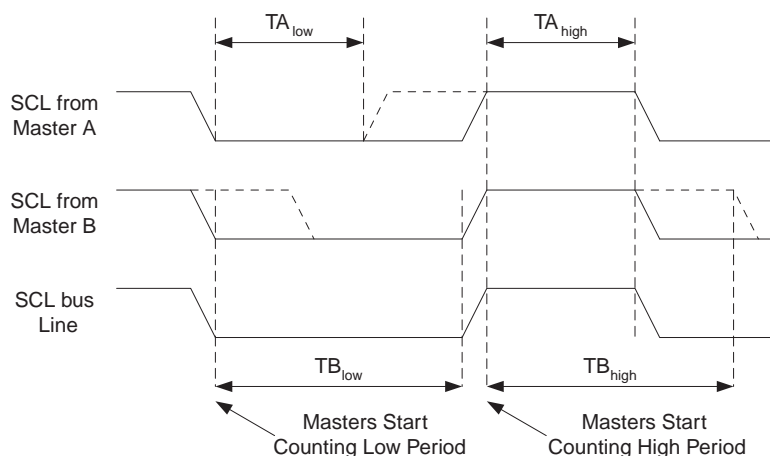 TA low
TA high
SCL from
Master A
SCL from
Master B
SCL bus
Line
TB low
TB high
Masters Start
Counting Low Period
Masters Start
Counting High Period